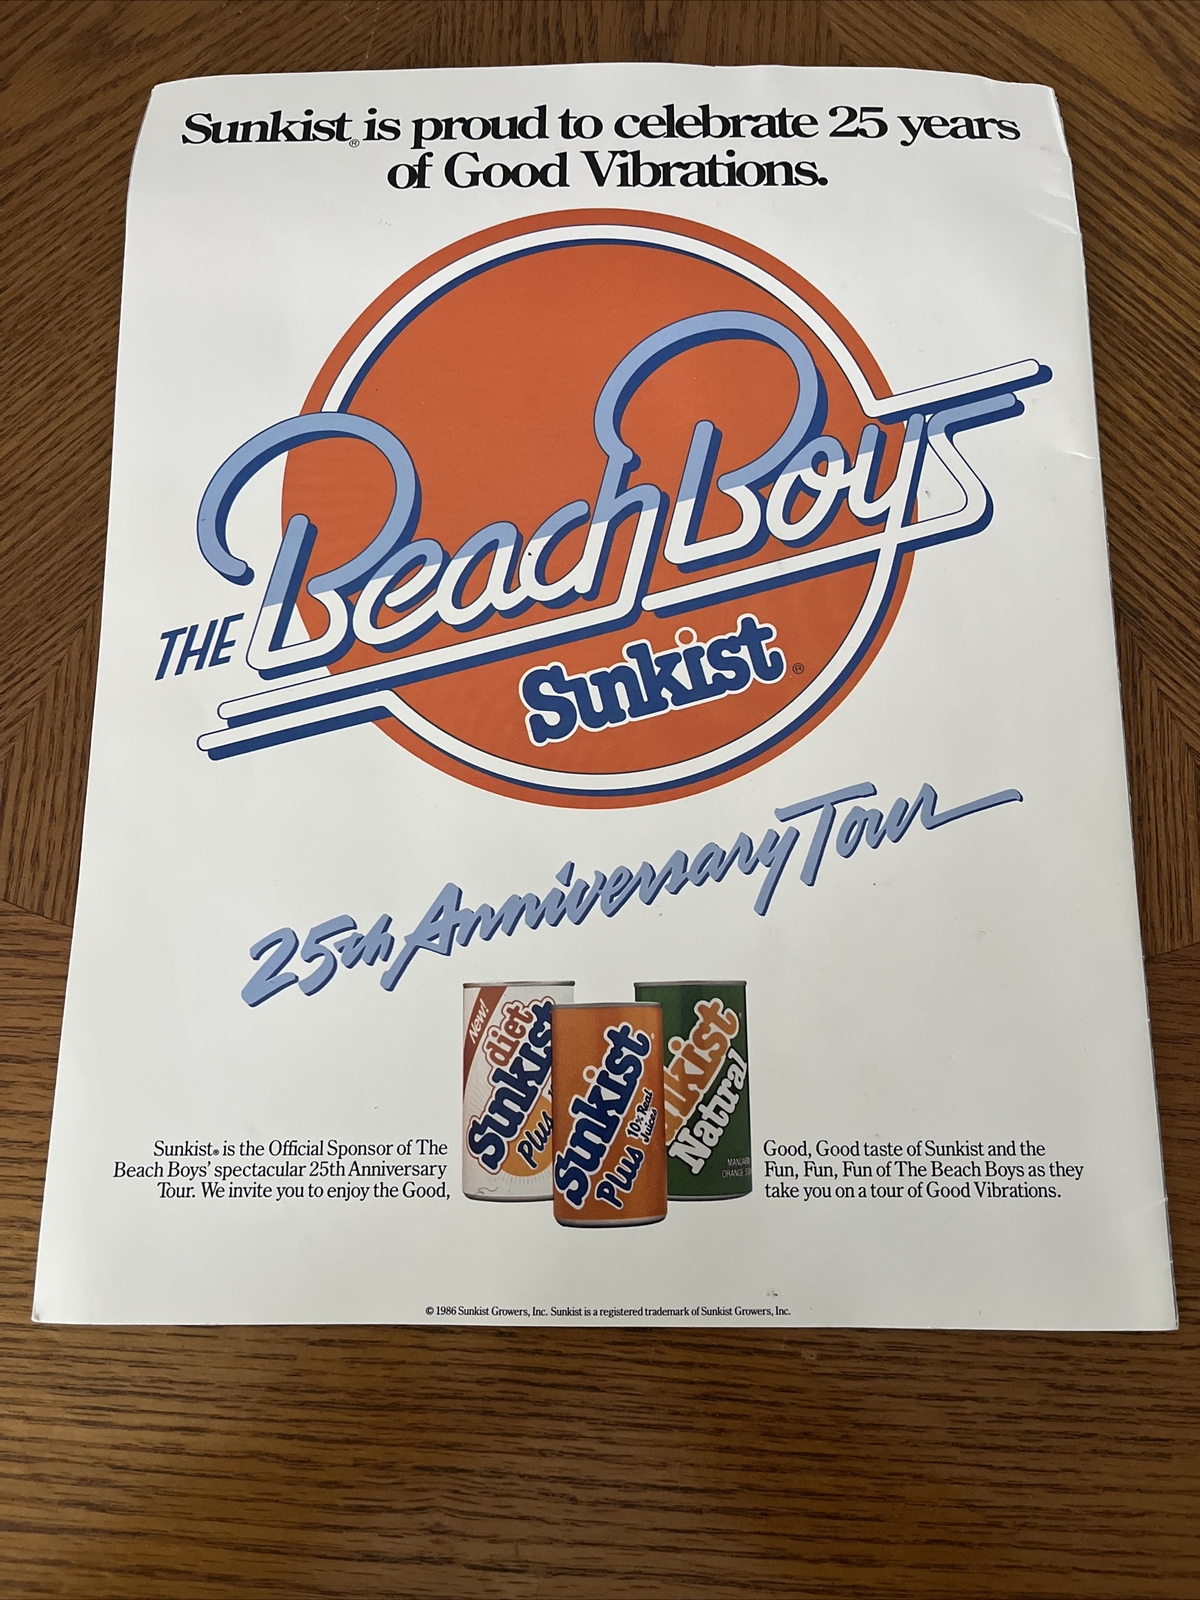 Sunkist® is proud to celebrate 25 years
of Good Vibrations.
THE Beach Boys
Sunkist®
25th Anniversary Tour
New!
diet
Sunkist
Plus
Sunkist
Plus 10% Real
Juices
kist
Natural
MANDARI
ORANGE SO
Sunkist® is the Official Sponsor of The
Beach Boys' spectacular 25th Anniversary
Tour. We invite you to enjoy the Good,
Good, Good taste of Sunkist and the
Fun, Fun, Fun of The Beach Boys as they
take you on a tour of Good Vibrations.
© 1986 Sunkist Growers, Inc. Sunkist is a registered trademark of Sunkist Growers, Inc.